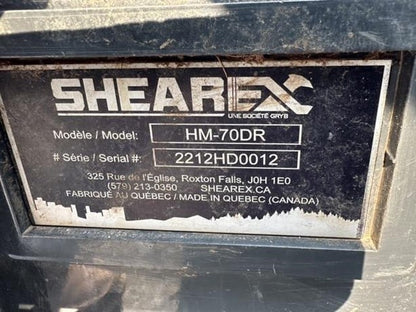 SHEAREX
UNE SOCIÉTÉ GRYB
Modèle / Model: HM-70DR
# Série / Serial #: 2212HD0012
325 Rue de l'Église, Roxton Falls, J0H 1E0
(579) 213-0350 SHEAREX.CA
FABRIQUÉ AU QUÉBEC / MADE IN QUEBEC (CANADA)